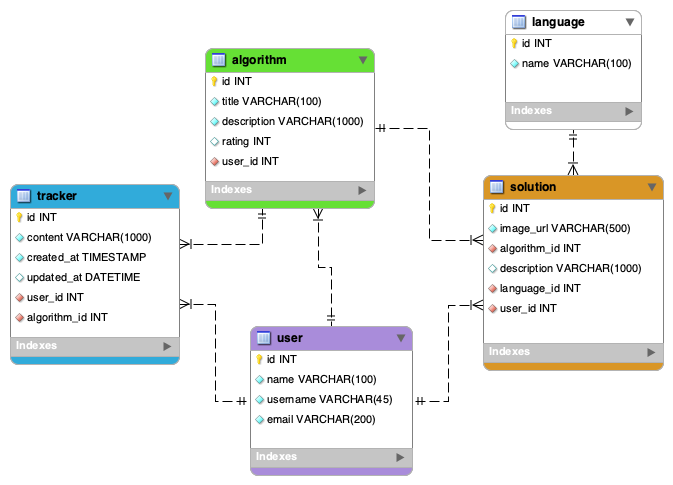 language
id INT
name VARCHAR(100)
Indexes
algorithm
id INT
title VARCHAR(100)
description VARCHAR(1000)
rating INT
user_id INT
Indexes
tracker
id INT
content VARCHAR(1000)
created_at TIMESTAMP
updated_at DATETIME
user_id INT
algorithm_id INT
Indexes
solution
id INT
image_url VARCHAR(500)
algorithm_id INT
description VARCHAR(1000)
language_id INT
user_id INT
Indexes
user
id INT
name VARCHAR(100)
username VARCHAR(45)
email VARCHAR(200)
Indexes